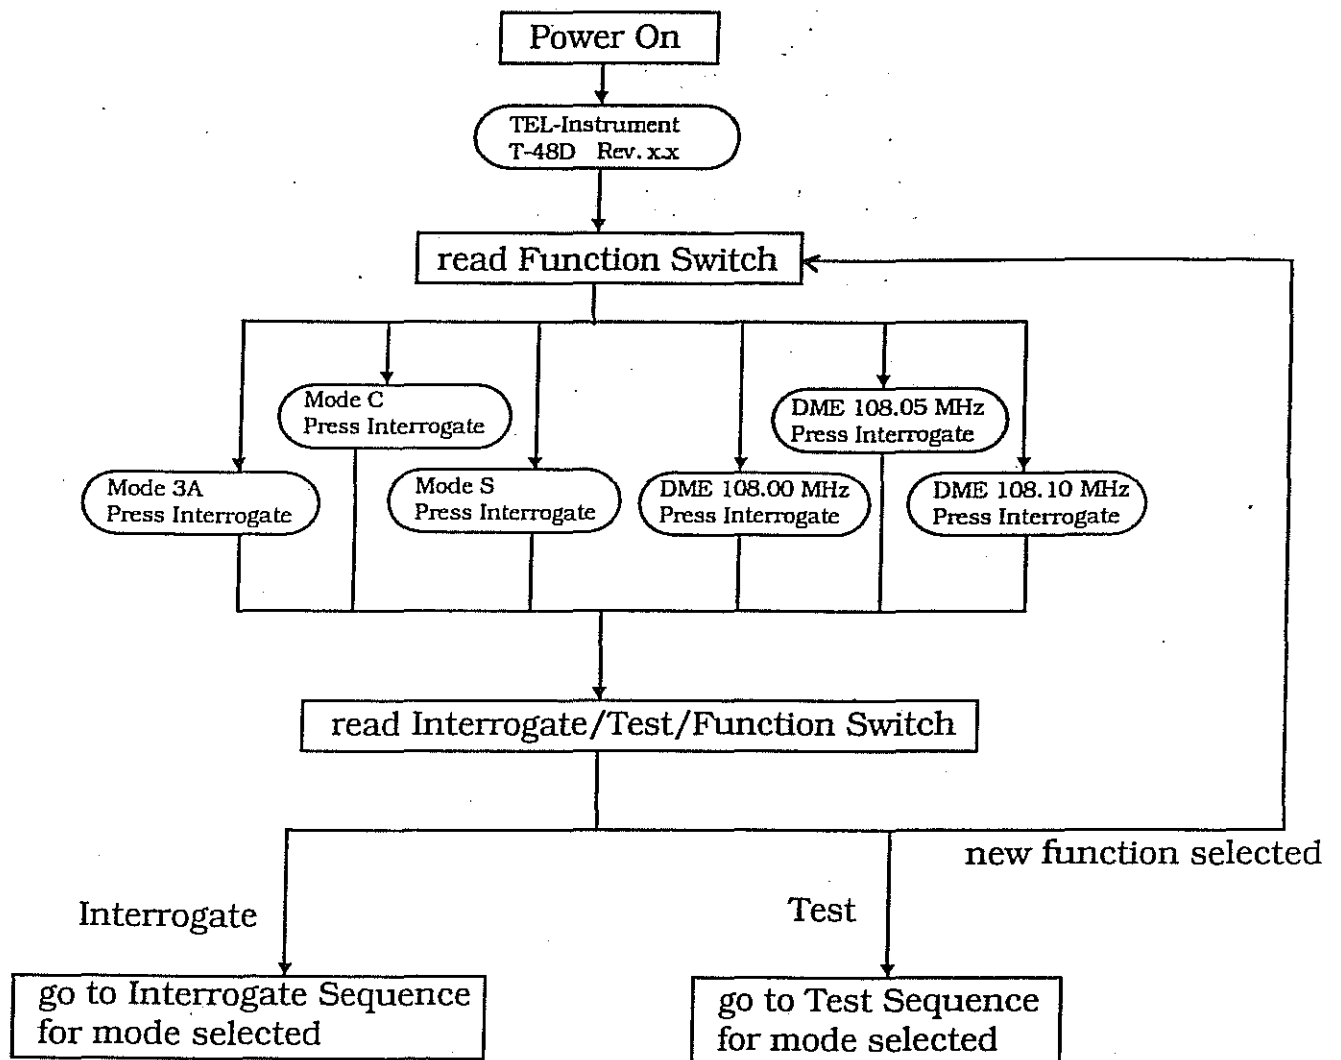 Power On
TEL-Instrument
T-48D Rev. x.x
read Function Switch
Mode C
Press Interrogate
DME 108.05 MHz
Press Interrogate
Mode 3A
Press Interrogate
Mode S
Press Interrogate
DME 108.00 MHz
Press Interrogate
DME 108.10 MHz
Press Interrogate
read Interrogate/Test/Function Switch
new function selected
Interrogate
Test
go to Interrogate Sequence
for mode selected
go to Test Sequence
for mode selected